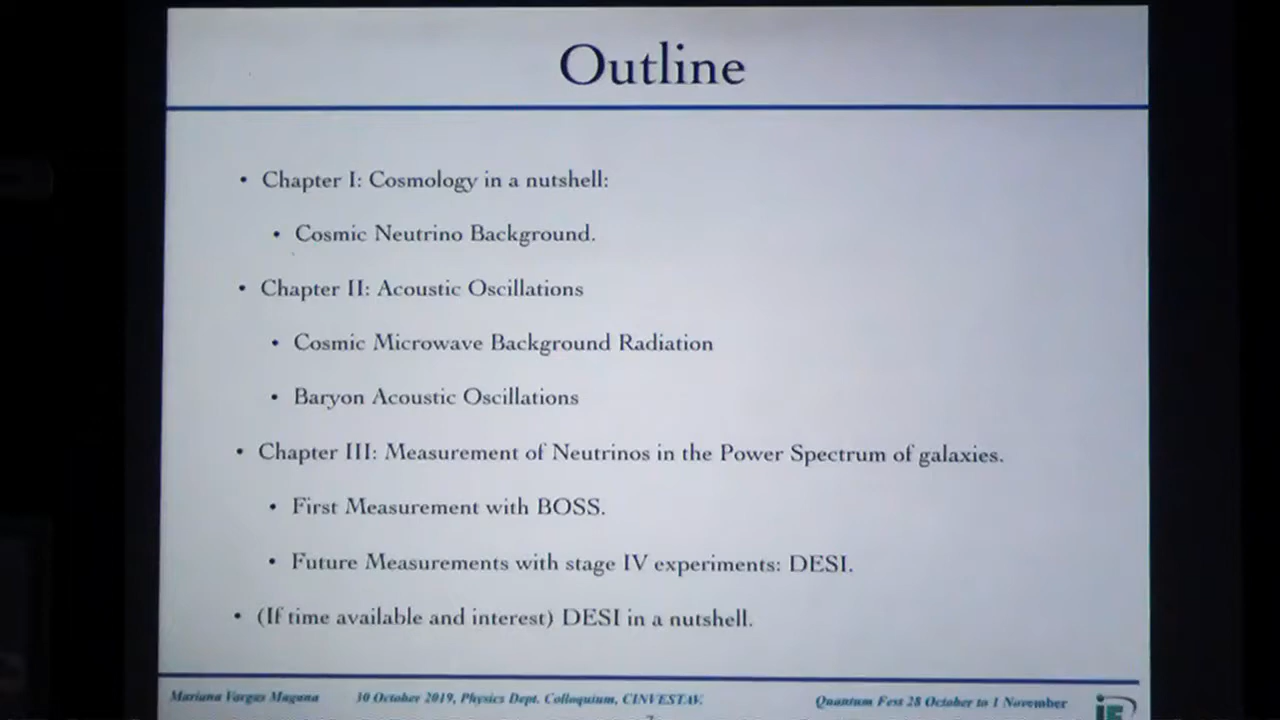 Outline
• Chapter I: Cosmology in a nutshell:
• Cosmic Neutrino Background.
• Chapter II: Acoustic Oscillations
• Cosmic Microwave Background Radiation
• Baryon Acoustic Oscillations
• Chapter III: Measurement of Neutrinos in the Power Spectrum of galaxies.
• First Measurement with BOSS.
• Future Measurements with stage IV experiments: DESI.
• (If time available and interest) DESI in a nutshell.
Mariana Vargas Magana 30 October 2019, Physics Dept. Colloquium, CINVESTAV. Quantum Fest 28 October to 1 November